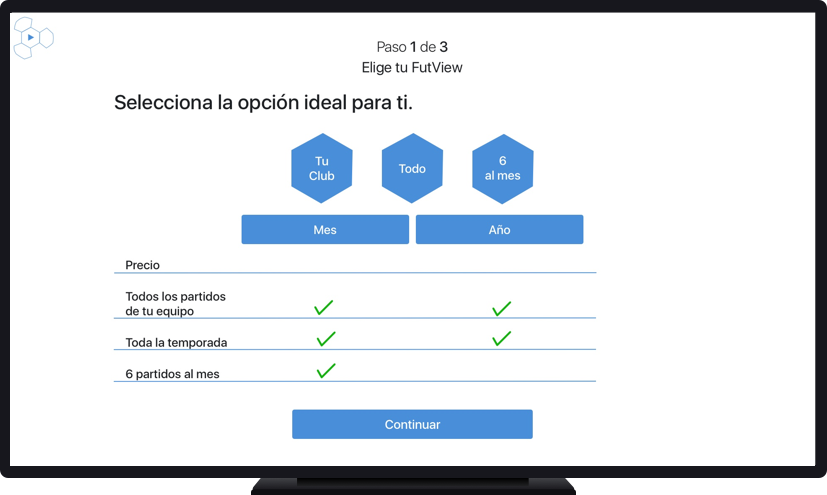 Paso 1 de 3
Elige tu FutView
Selecciona la opción ideal para ti.
Tu
Club
Todo
6
al mes
Mes
Año
Precio
Todos los partidos
de tu equipo
Toda la temporada
6 partidos al mes
Continuar